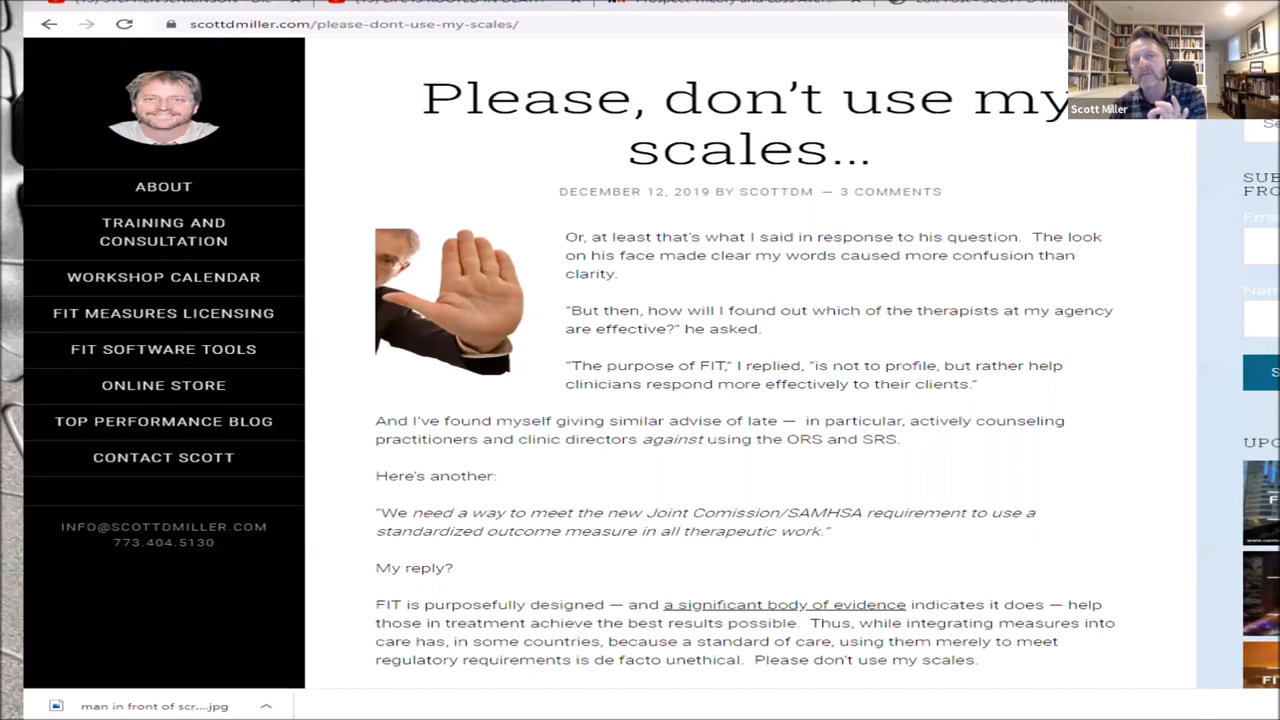 scottdmiller.com/please-dont-use-my-scales/
Scott Miller
Please, don't use my
scales...
DECEMBER 12, 2019 BY SCOTTDM — 3 COMMENTS
ABOUT
TRAINING AND
CONSULTATION
WORKSHOP CALENDAR
FIT MEASURES LICENSING
FIT SOFTWARE TOOLS
ONLINE STORE
TOP PERFORMANCE BLOG
CONTACT SCOTT
INFO@SCOTTDMILLER.COM
773.404.5130
Or, at least that's what I said in response to his question. The look
on his face made clear my words caused more confusion than
clarity.
"But then, how will I found out which of the therapists at my agency
are effective?" he asked.
"The purpose of FIT," I replied, "is not to profile, but rather help
clinicians respond more effectively to their clients."
And I've found myself giving similar advise of late — in particular, actively counseling
practitioners and clinic directors against using the ORS and SRS.
Here's another:
"We need a way to meet the new Joint Comission/SAMHSA requirement to use a
standardized outcome measure in all therapeutic work."
My reply?
FIT is purposefully designed — and a significant body of evidence indicates it does — help
those in treatment achieve the best results possible. Thus, while integrating measures into
care has, in some countries, because a standard of care, using them merely to meet
regulatory requirements is de facto unethical. Please don't use my scales.
SUB
FRO
UPC
man in front of scr....jpg